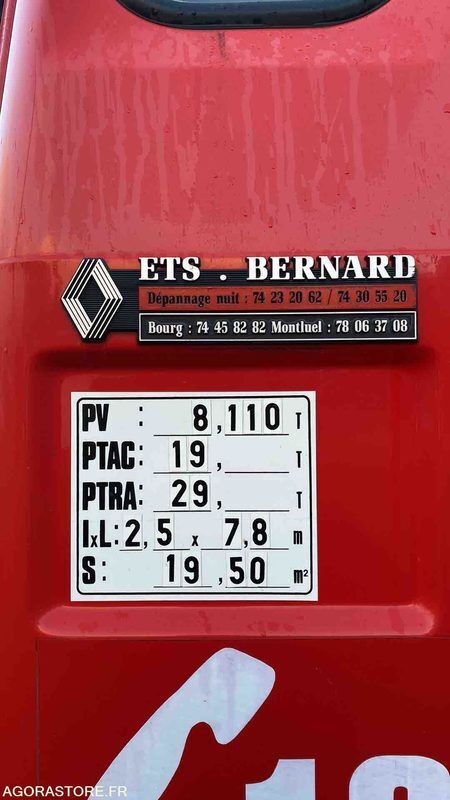 ETS . BERNARD
Dépannage nuit : 74 23 20 62 / 74 30 55 20
Bourg : 74 45 82 82 Montluel : 78 06 37 08
PV : 8,110 T
PTAC: 19, T
PTRA: 29, T
lxL: 2,5 x 7,8 m
S: 19,50 m²
18
AGORASTORE.FR